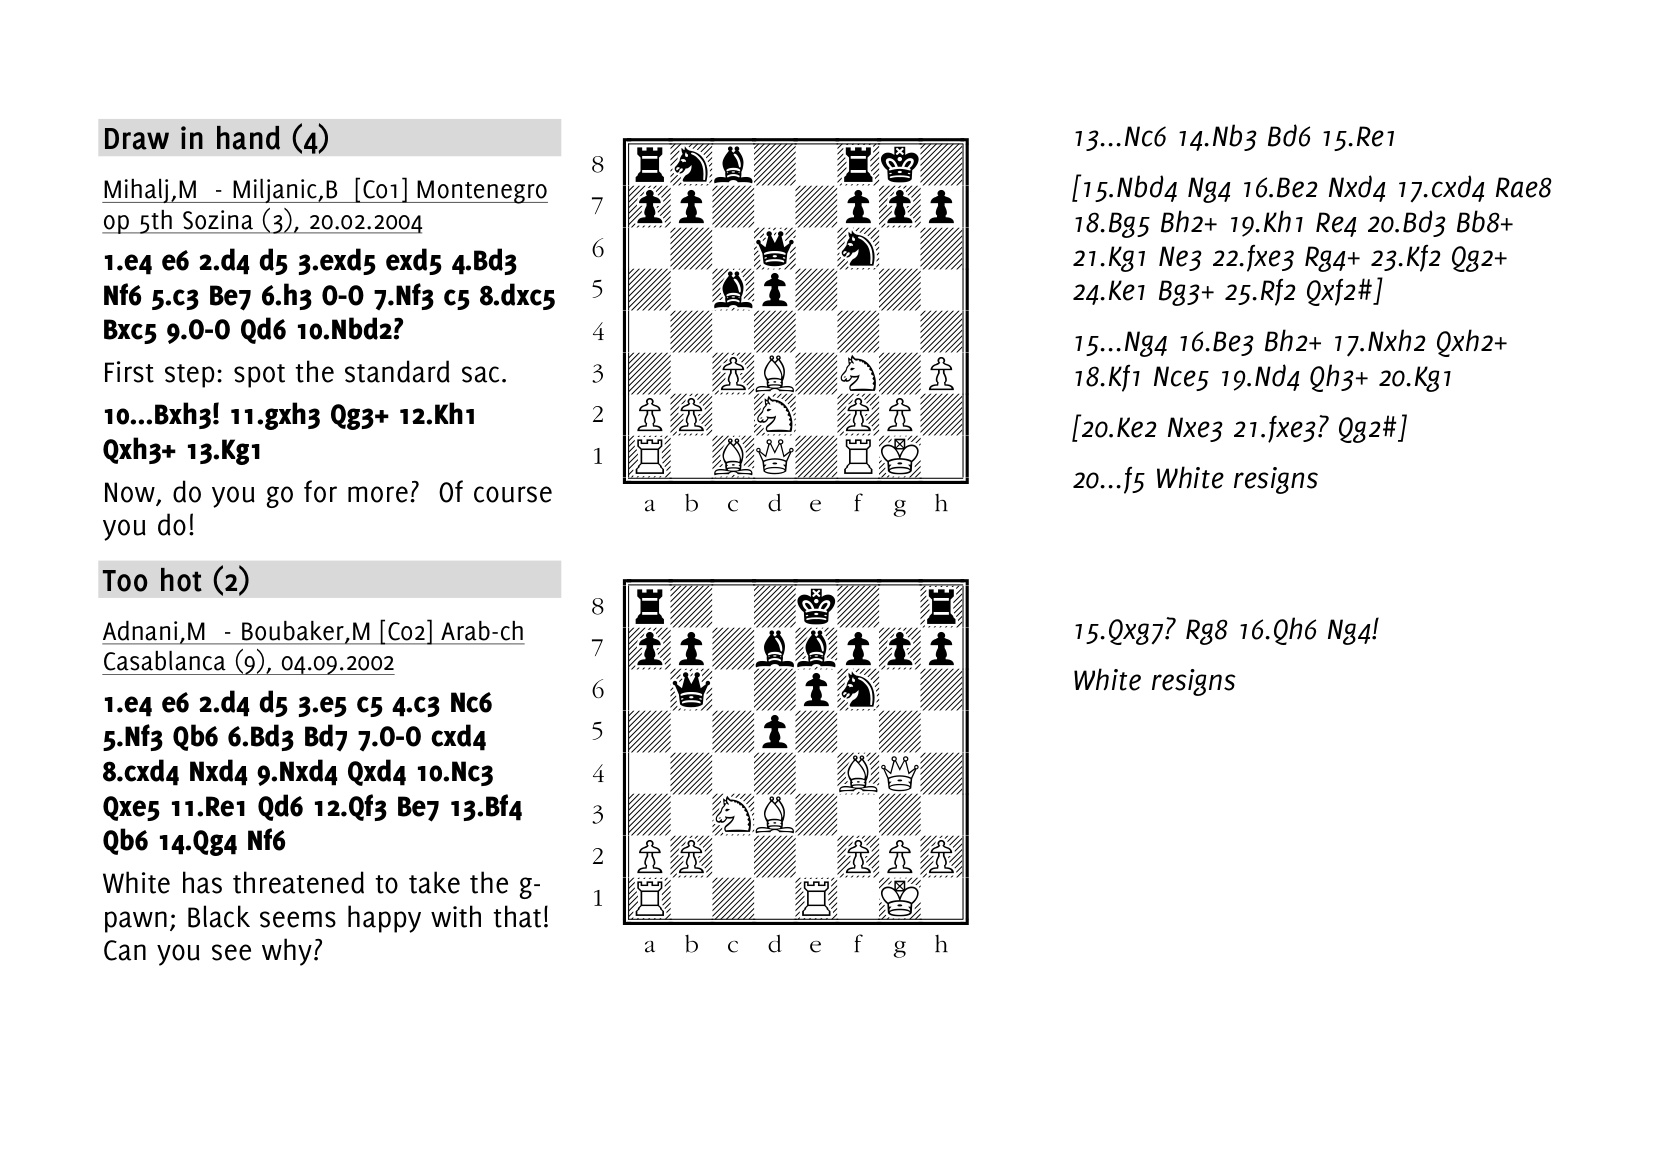 Draw in hand (4)
Mihalj,M - Miljanic,B [C01] Montenegro
op 5th Sozina (3), 20.02.2004
1.e4 e6 2.d4 d5 3.exd5 exd5 4.Bd3
Nf6 5.c3 Be7 6.h3 0-0 7.Nf3 c5 8.dxc5
Bxc5 9.0-0 Qd6 10.Nbd2?
First step: spot the standard sac.
10...Bxh3! 11.gxh3 Qg3+ 12.Kh1
Qxh3+ 13.Kg1
Now, do you go for more? Of course
you do!
8
7
6
5
4
3
2
1
a b c d e f g h
13...Nc6 14.Nb3 Bd6 15.Re1
[15.Nbd4 Ng4 16.Be2 Nxd4 17.cxd4 Rae8
18.Bg5 Bh2+ 19.Kh1 Re4 20.Bd3 Bb8+
21.Kg1 Ne3 22.fxe3 Rg4+ 23.Kf2 Qg2+
24.Ke1 Bg3+ 25.Rf2 Qxf2#]
15...Ng4 16.Be3 Bh2+ 17.Nxh2 Qxh2+
18.Kf1 Nce5 19.Nd4 Qh3+ 20.Kg1
[20.Ke2 Nxe3 21.fxe3? Qg2#]
20...f5 White resigns
Too hot (2)
Adnani,M - Boubaker,M [C02] Arab-ch
Casablanca (9), 04.09.2002
1.e4 e6 2.d4 d5 3.e5 c5 4.c3 Nc6
5.Nf3 Qb6 6.Bd3 Bd7 7.0-0 cxd4
8.cxd4 Nxd4 9.Nxd4 Qxd4 10.Nc3
Qxe5 11.Re1 Qd6 12.Qf3 Be7 13.Bf4
Qb6 14.Qg4 Nf6
White has threatened to take the g-
pawn; Black seems happy with that!
Can you see why?
8
7
6
5
4
3
2
1
a b c d e f g h
15.Qxg7? Rg8 16.Qh6 Ng4!
White resigns